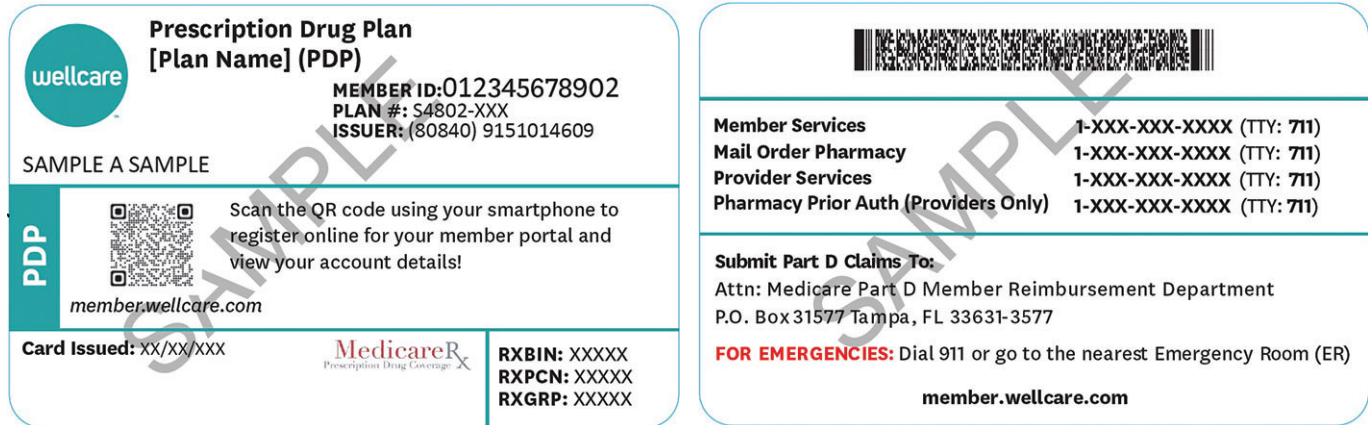 wellcare
Prescription Drug Plan
[Plan Name] (PDP)
MEMBER ID:012345678902
PLAN #: S4802-XXX
ISSUER: (80840) 9151014609
SAMPLE A SAMPLE
PDP
Scan the QR code using your smartphone to
register online for your member portal and
view your account details!
member.wellcare.com
Card Issued: XX/XX/XXX
MedicareRx
Prescription Drug Coverage
RXBIN: XXXXX
RXPCN: XXXXX
RXGRP: XXXXX
SAMPLE
Member Services 1-XXX-XXX-XXXX (TTY: 711)
Mail Order Pharmacy 1-XXX-XXX-XXXX (TTY: 711)
Provider Services 1-XXX-XXX-XXXX (TTY: 711)
Pharmacy Prior Auth (Providers Only) 1-XXX-XXX-XXXX (TTY: 711)
Submit Part D Claims To:
Attn: Medicare Part D Member Reimbursement Department
P.O. Box 31577 Tampa, FL 33631-3577
FOR EMERGENCIES: Dial 911 or go to the nearest Emergency Room (ER)
member.wellcare.com
SAMPLE